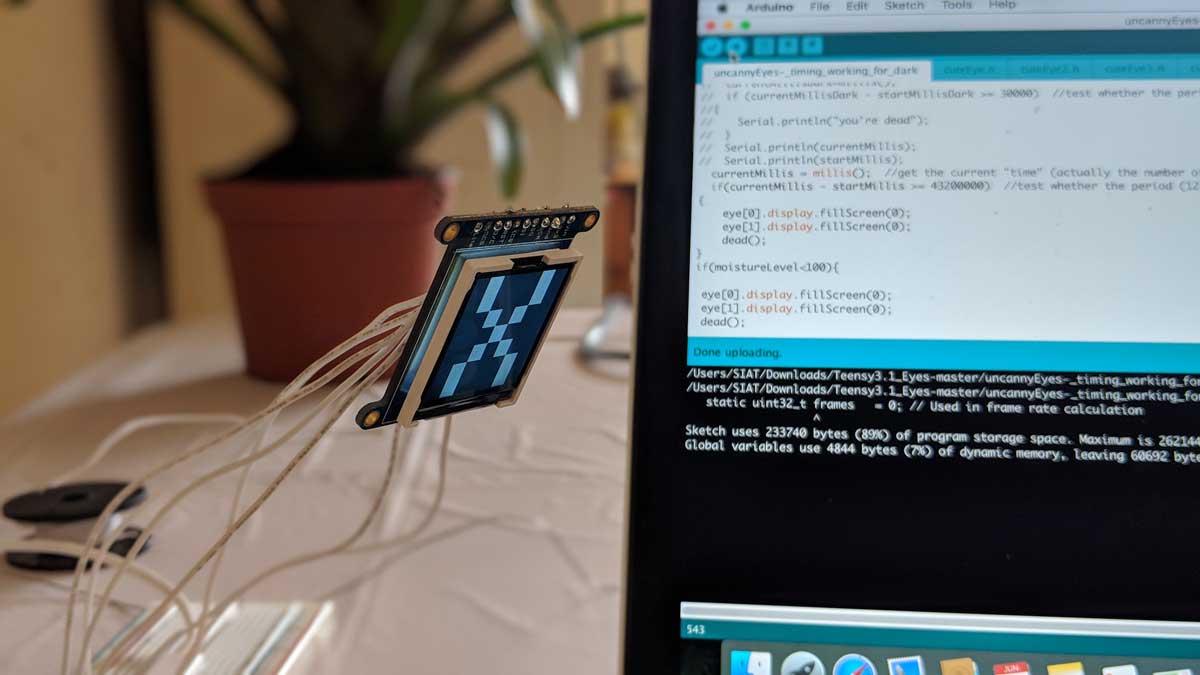 Arduino File Edit Sketch Tools Help
uncannyEyes-
uncannyEyes-_timing_working_for_dark cuteEye.h cuteEye2.h cuteEye3.h
// if (currentMillisDark - startMillisDark >= 30000) //test whether the peri
//{
// Serial.println("you're dead");
// }
// Serial.println(currentMillis);
// Serial.println(startMillis);
currentMillis = millis(); //get the current "time" (actually the number of
if(currentMillis - startMillis >= 43200000) //test whether the period (12
{
eye[0].display.fillScreen(0);
eye[1].display.fillScreen(0);
dead();
}
if(moistureLevel<100){
eye[0].display.fillScreen(0);
eye[1].display.fillScreen(0);
dead();
Done uploading.
/Users/SIAT/Downloads/Teensy3.1_Eyes-master/uncannyEyes-_timing_working_fo
/Users/SIAT/Downloads/Teensy3.1_Eyes-master/uncannyEyes-_timing_working_fo
static uint32_t frames = 0; // Used in frame rate calculation
^
Sketch uses 233740 bytes (89%) of program storage space. Maximum is 262144
Global variables use 4844 bytes (7%) of dynamic memory, leaving 60692 byte
543
JUN
X